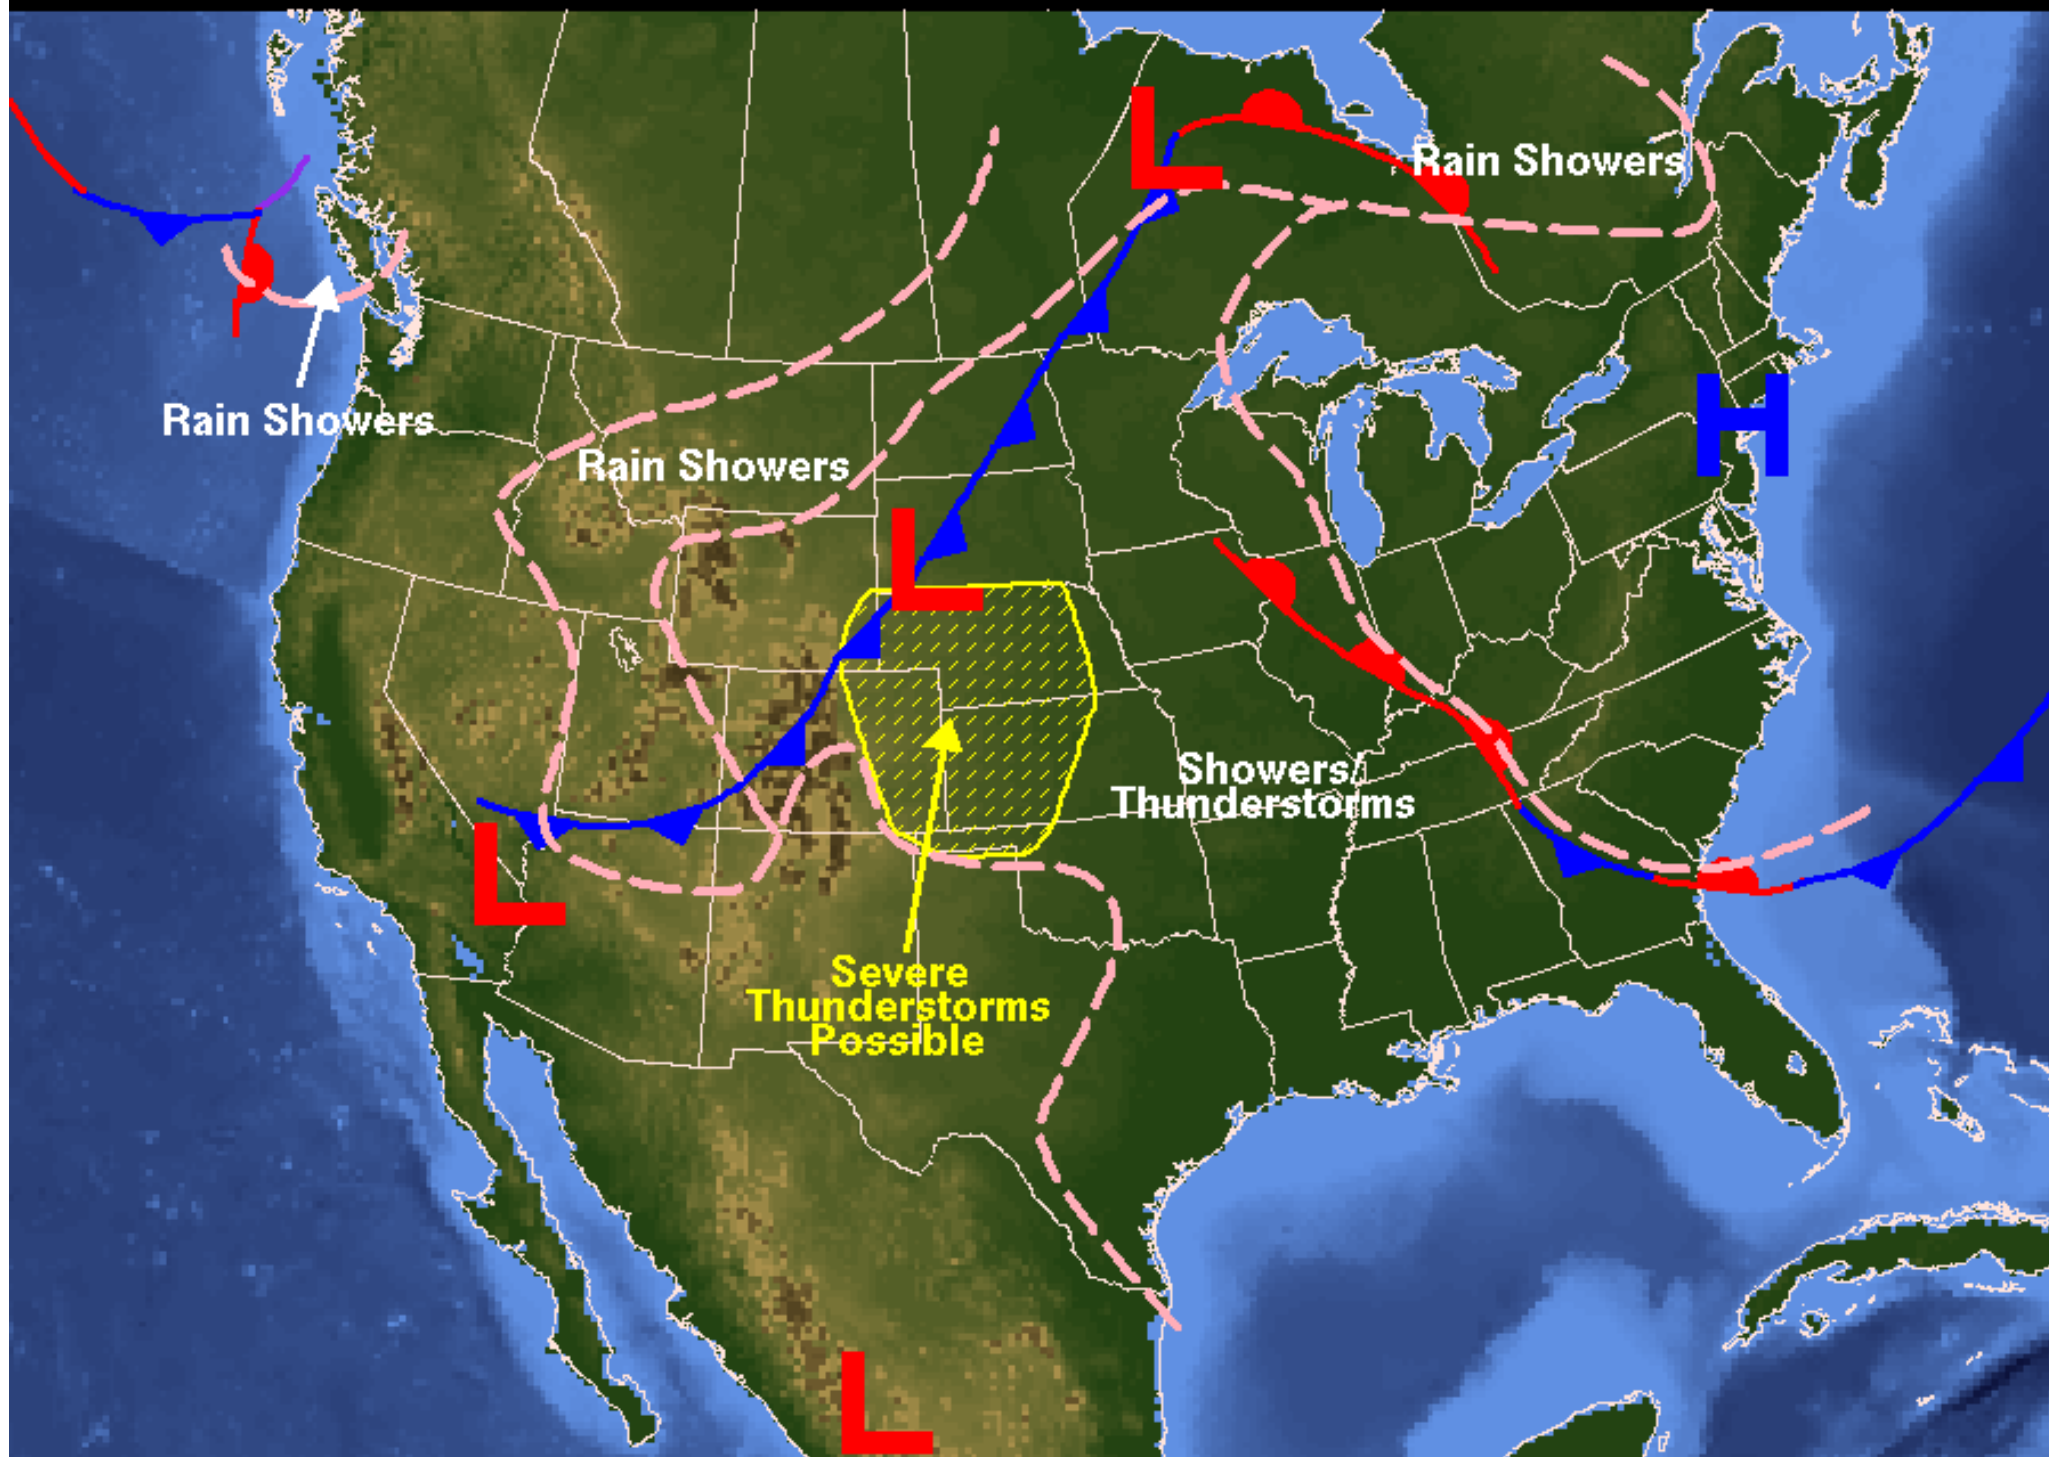 L
Rain Showers
H
Rain Showers
Rain Showers
L
Showers/
Thunderstorms
L
Severe
Thunderstorms
Possible
L